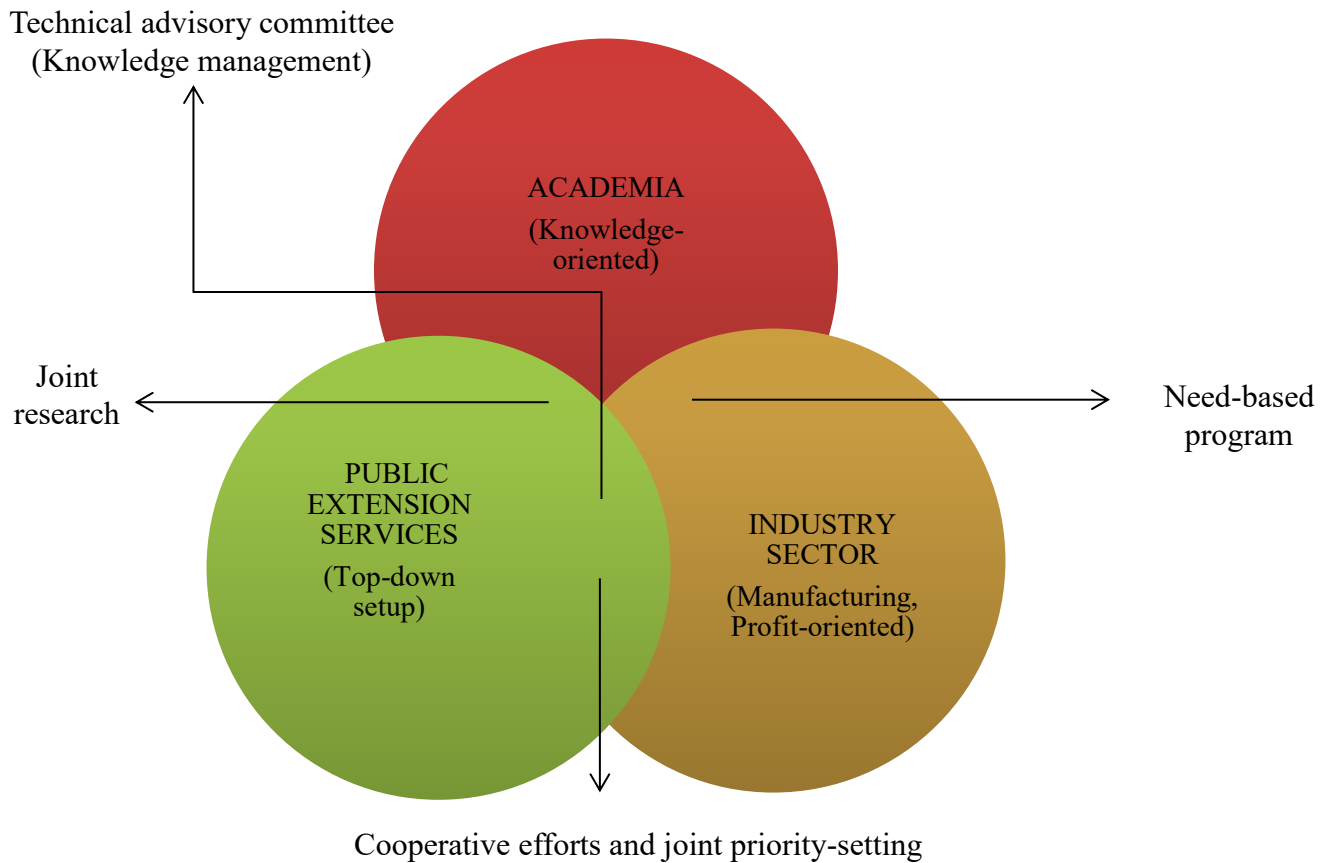 Technical advisory committee
(Knowledge management)
ACADEMIA
(Knowledge-
oriented)
Joint
research
Need-based
program
PUBLIC
EXTENSION
SERVICES
(Top-down
setup)
INDUSTRY
SECTOR
(Manufacturing,
Profit-oriented)
Cooperative efforts and joint priority-setting